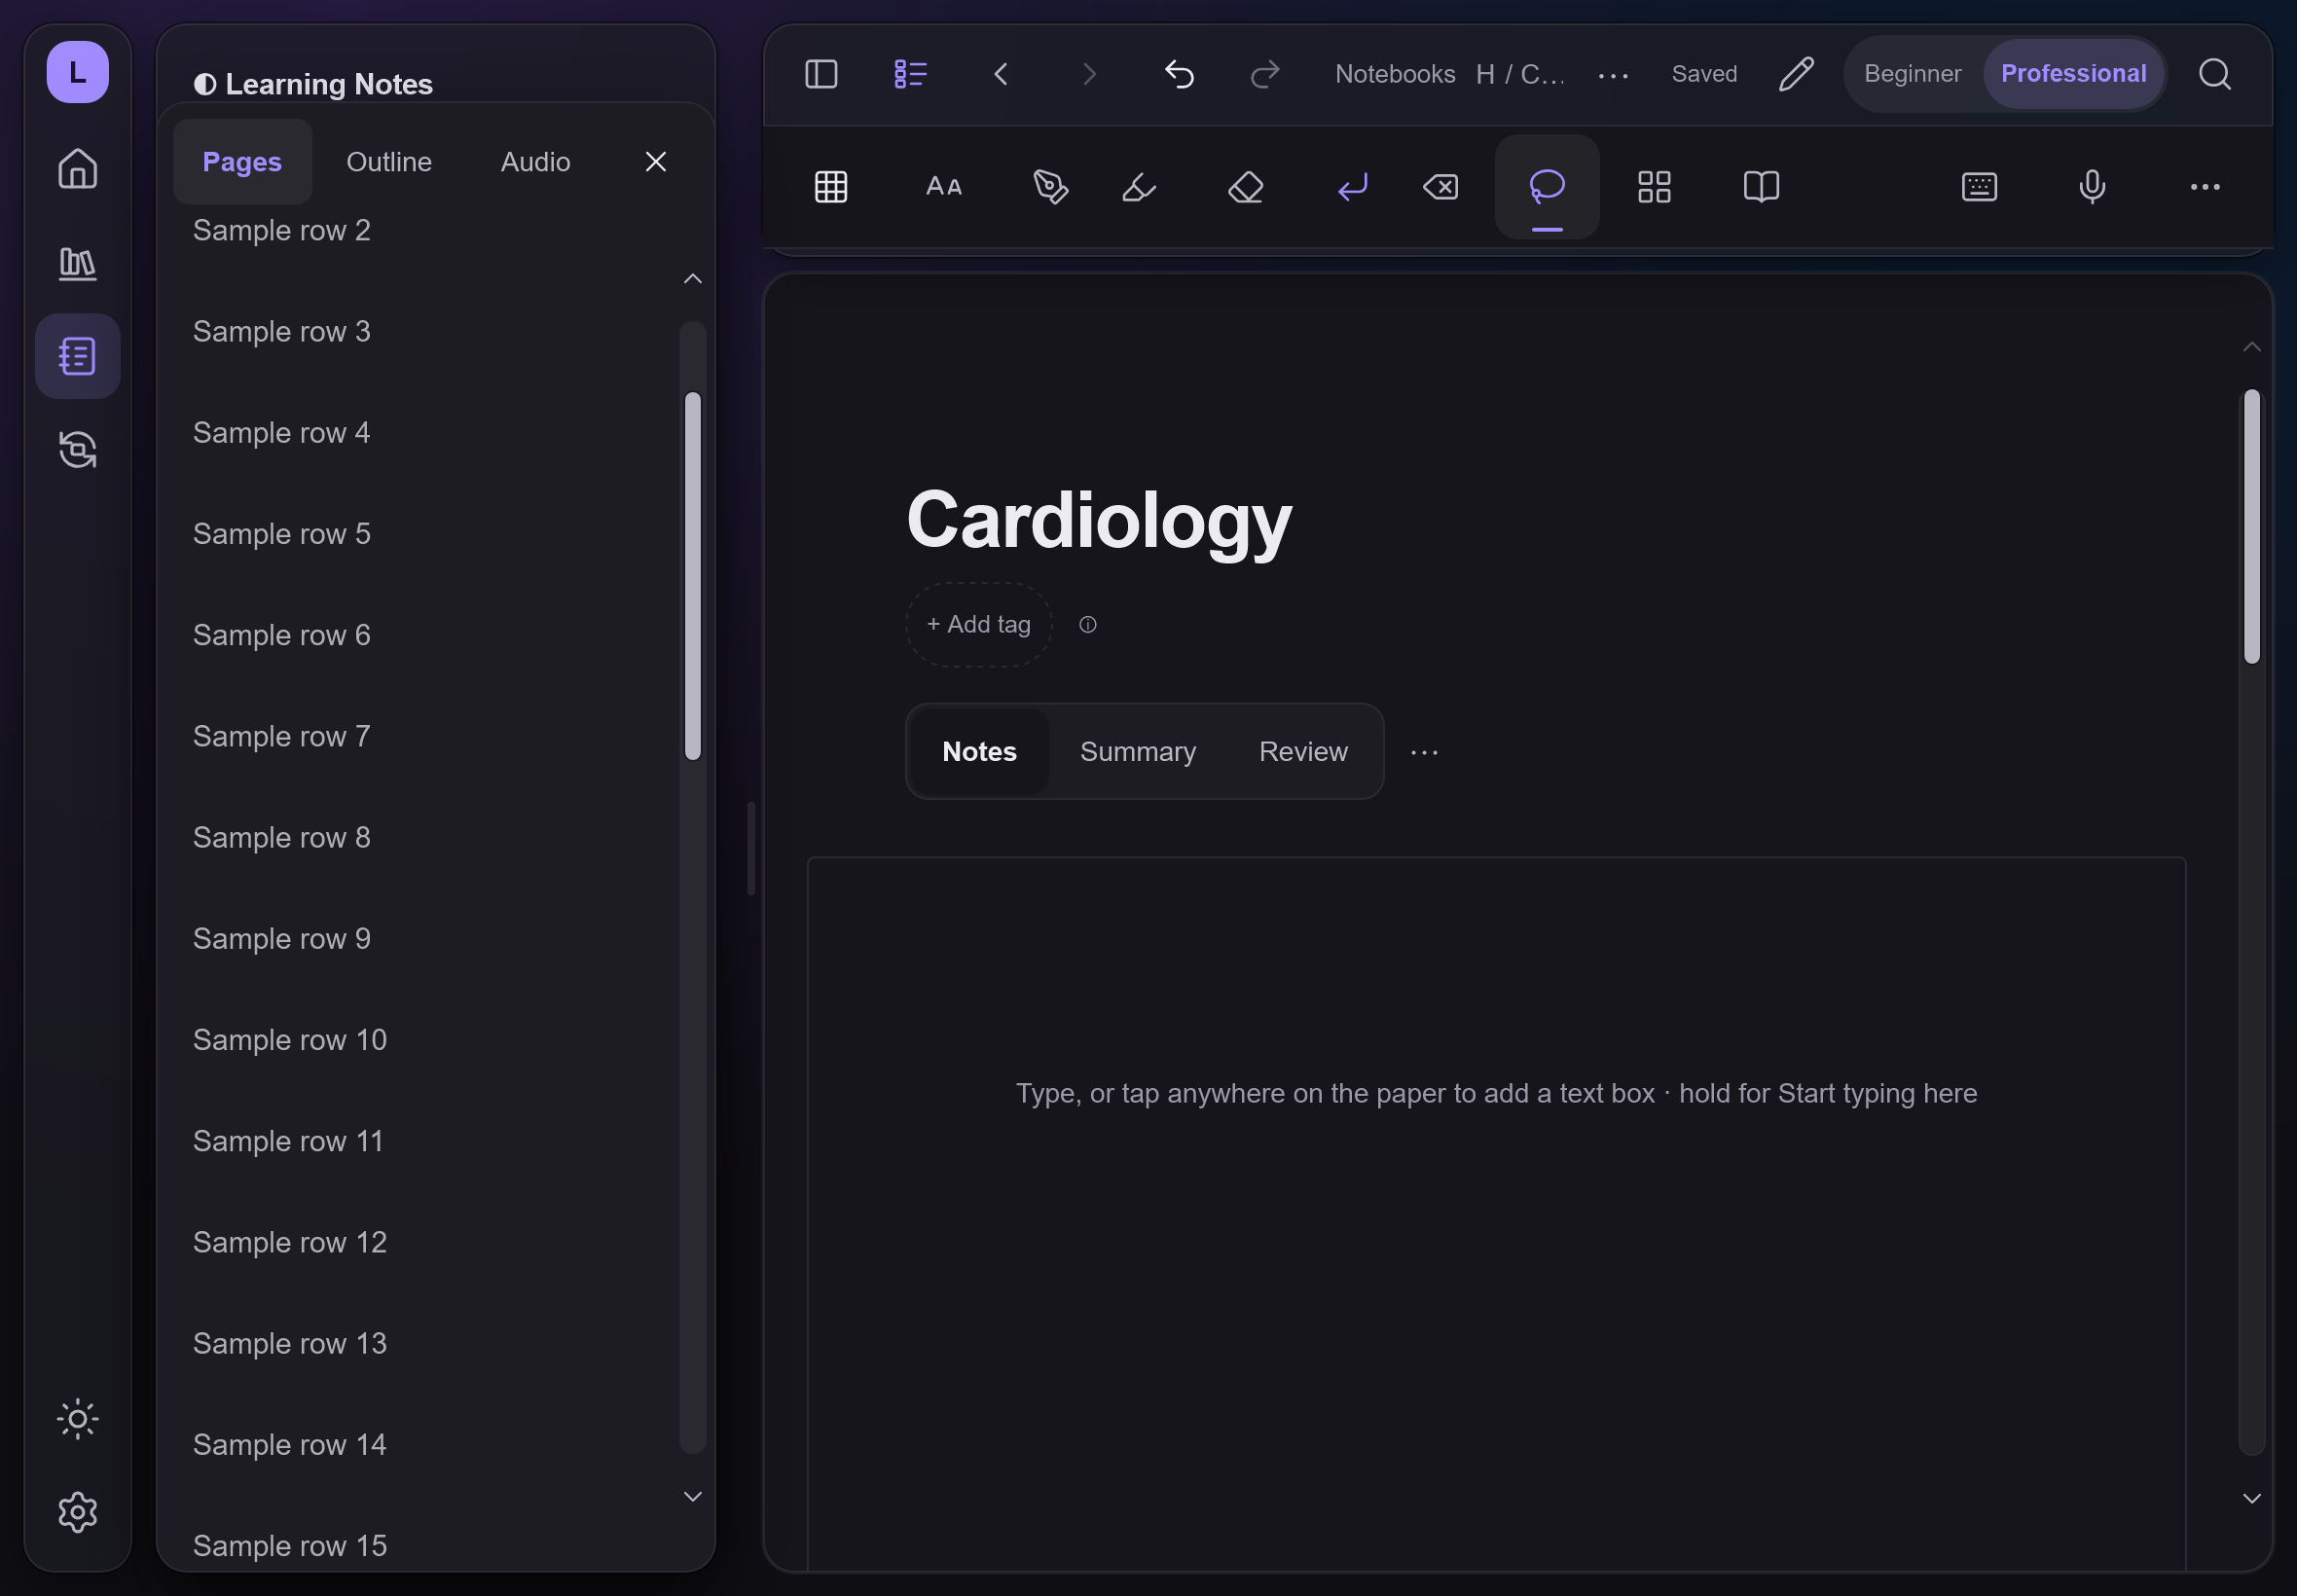 L
Learning Notes
Pages Outline Audio
Sample row 2
Sample row 3
Sample row 4
Sample row 5
Sample row 6
Sample row 7
Sample row 8
Sample row 9
Sample row 10
Sample row 11
Sample row 12
Sample row 13
Sample row 14
Sample row 15
Notebooks H / C... ... Saved Beginner Professional
AA
Cardiology
+ Add tag
Notes Summary Review ...
Type, or tap anywhere on the paper to add a text box · hold for Start typing here